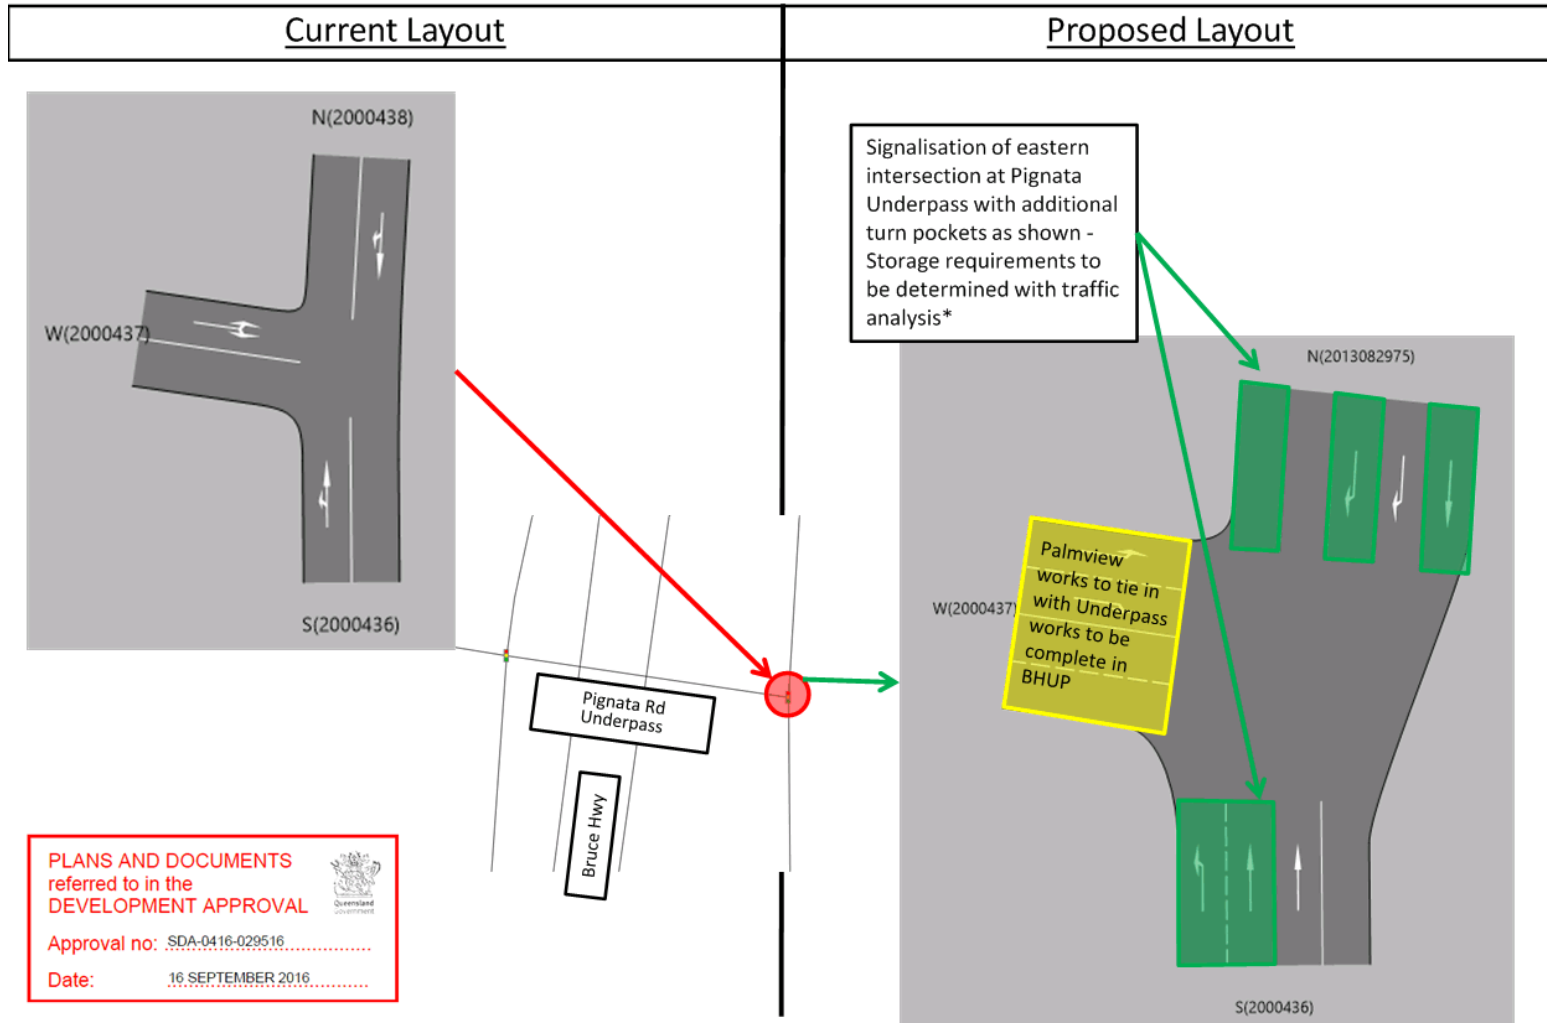 Current Layout
Proposed Layout
N(2000438)
W(2000437)
S(2000436)
Signalisation of eastern
intersection at Pignata
Underpass with additional
turn pockets as shown -
Storage requirements to
be determined with traffic
analysis*
N(2013082975)
Palmview
works to tie in
with Underpass
works to be
complete in
BHUP
W(2000437)
S(2000436)
Pignata Rd
Underpass
Bruce Hwy
PLANS AND DOCUMENTS
referred to in the
DEVELOPMENT APPROVAL
Queensland
Government
Approval no: SDA-0416-029516
Date: 16 SEPTEMBER 2016